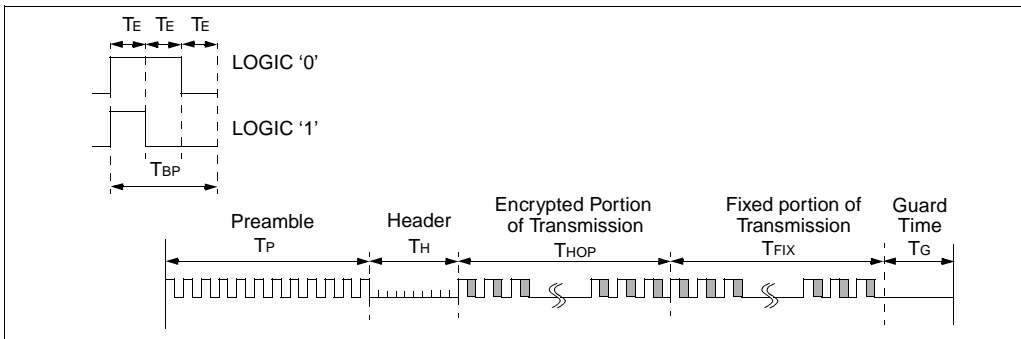 TE TE TE
LOGIC ‘0’
LOGIC ‘1’
TBP
Preamble
TP
Header
TH
Encrypted Portion
of Transmission
THOP
Fixed portion of
Transmission
TFIX
Guard
Time
TG